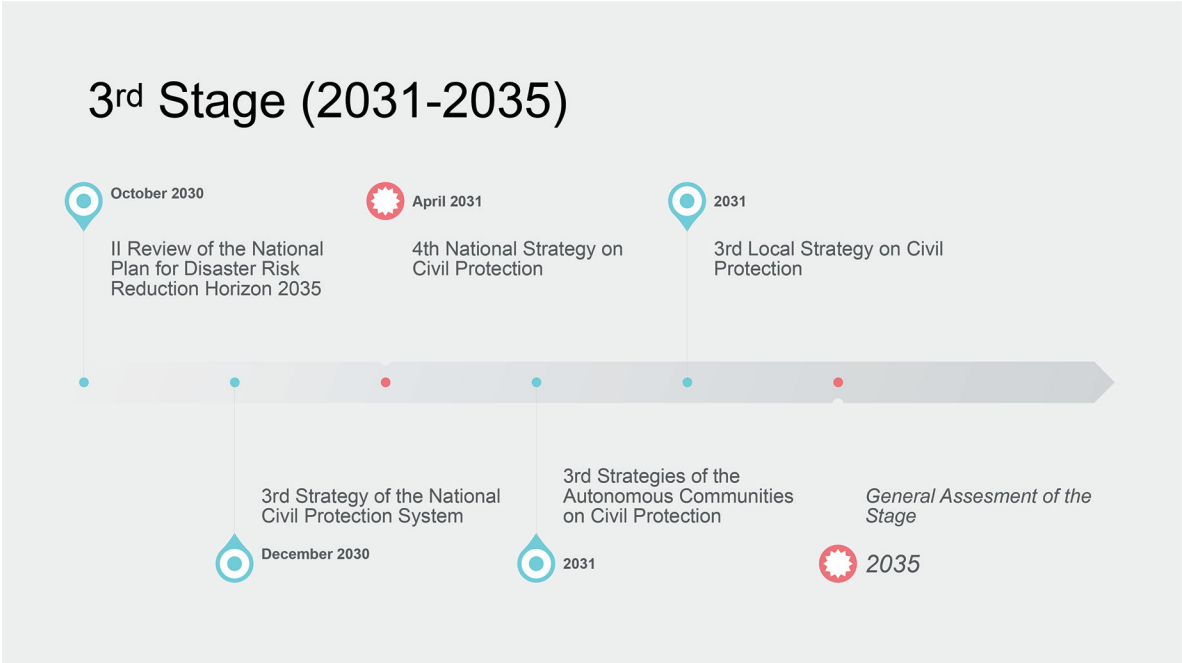 3rd Stage (2031-2035)
October 2030
II Review of the National
Plan for Disaster Risk
Reduction Horizon 2035
April 2031
4th National Strategy on
Civil Protection
2031
3rd Local Strategy on Civil
Protection
3rd Strategy of the National
Civil Protection System
December 2030
3rd Strategies of the
Autonomous Communities
on Civil Protection
2031
General Assesment of the
Stage
2035